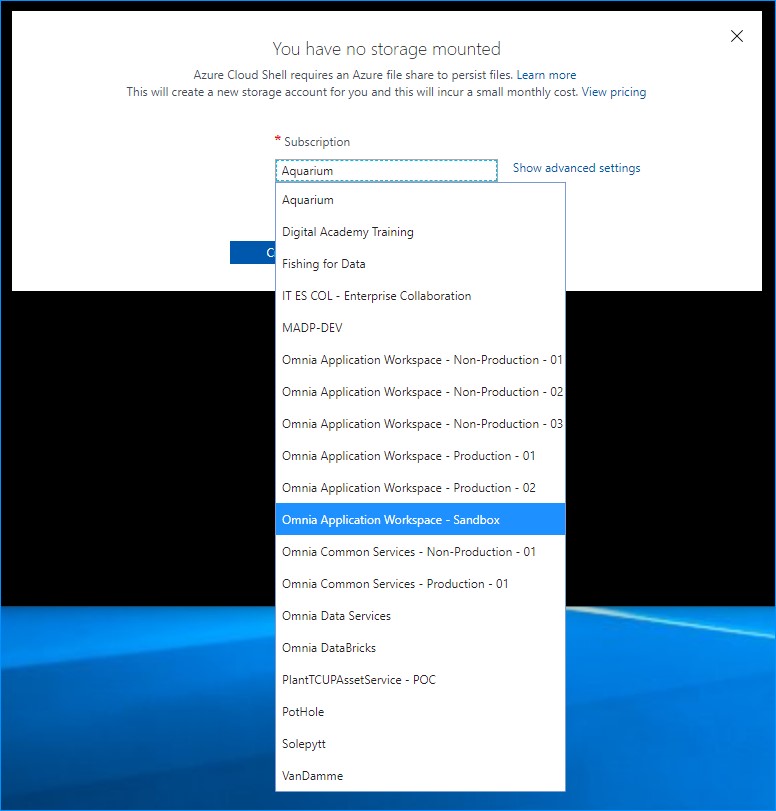 You have no storage mounted
Azure Cloud Shell requires an Azure file share to persist files. Learn more
This will create a new storage account for you and this will incur a small monthly cost. View pricing
* Subscription
Aquarium
Show advanced settings
Aquarium
Digital Academy Training
Fishing for Data
IT ES COL - Enterprise Collaboration
MADP-DEV
Omnia Application Workspace - Non-Production - 01
Omnia Application Workspace - Non-Production - 02
Omnia Application Workspace - Non-Production - 03
Omnia Application Workspace - Production - 01
Omnia Application Workspace - Production - 02
Omnia Application Workspace - Sandbox
Omnia Common Services - Non-Production - 01
Omnia Common Services - Production - 01
Omnia Data Services
Omnia DataBricks
PlantTCUPAssetService - POC
PotHole
Solepytt
VanDamme